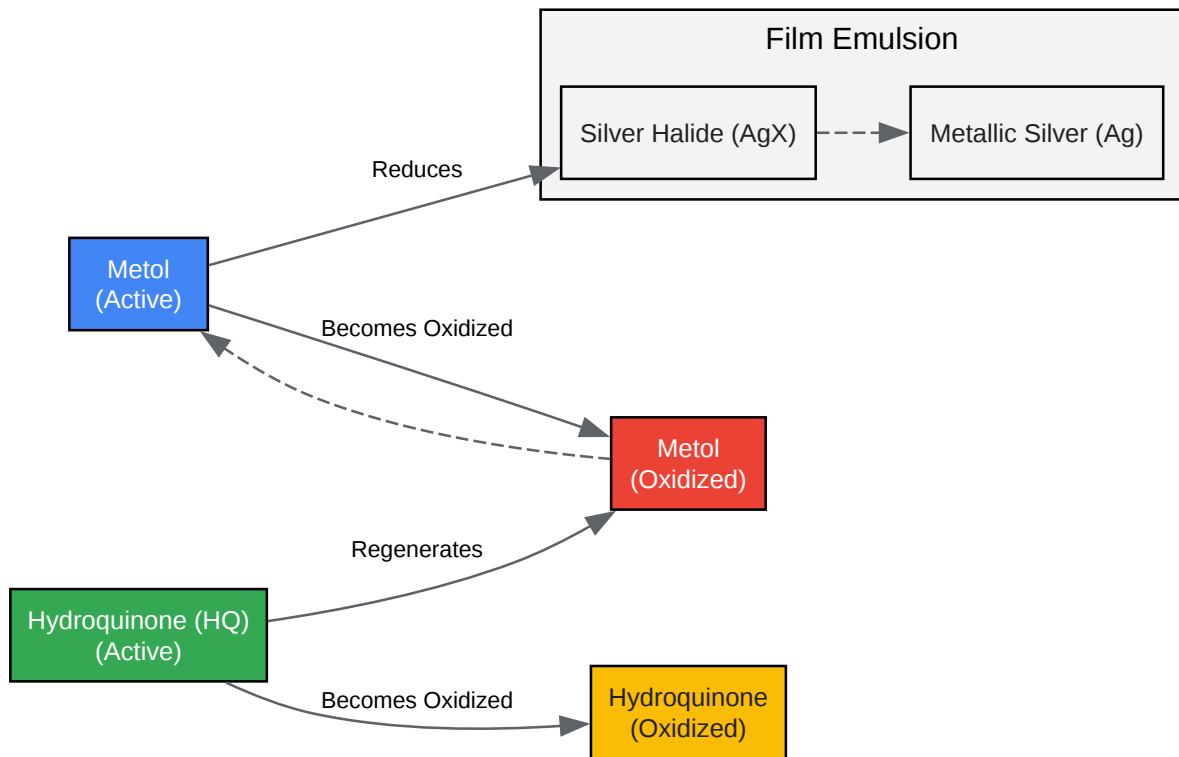 Film Emulsion
Silver Halide (AgX)
Metallic Silver (Ag)
Reduces
Metol
(Active)
Becomes Oxidized
Metol
(Oxidized)
Regenerates
Hydroquinone (HQ)
(Active)
Becomes Oxidized
Hydroquinone
(Oxidized)